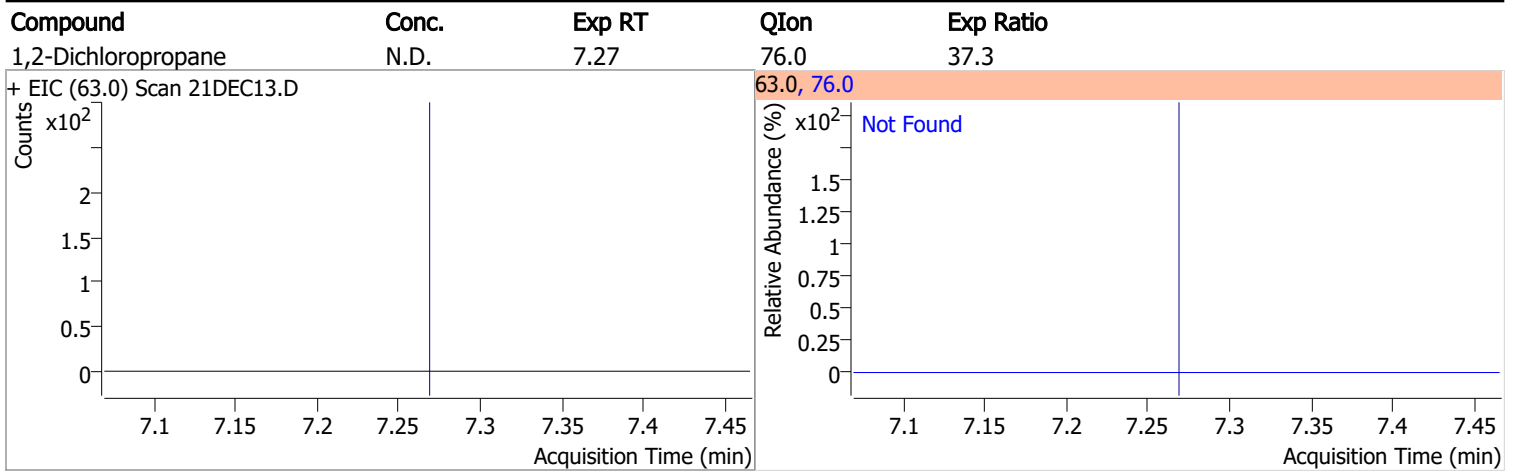 Compound Conc. Exp RT QIon Exp Ratio
1,2-Dichloropropane N.D. 7.27 76.0 37.3
+ EIC (63.0) Scan 21DEC13.D
Counts
x10²
2
1.5
1
0.5
0
7.1 7.15 7.2 7.25 7.3 7.35 7.4 7.45
Acquisition Time (min)
63.0, 76.0
Relative Abundance (%)
x10²
Not Found
1.5
1.25
1
0.75
0.5
0.25
0
7.1 7.15 7.2 7.25 7.3 7.35 7.4 7.45
Acquisition Time (min)